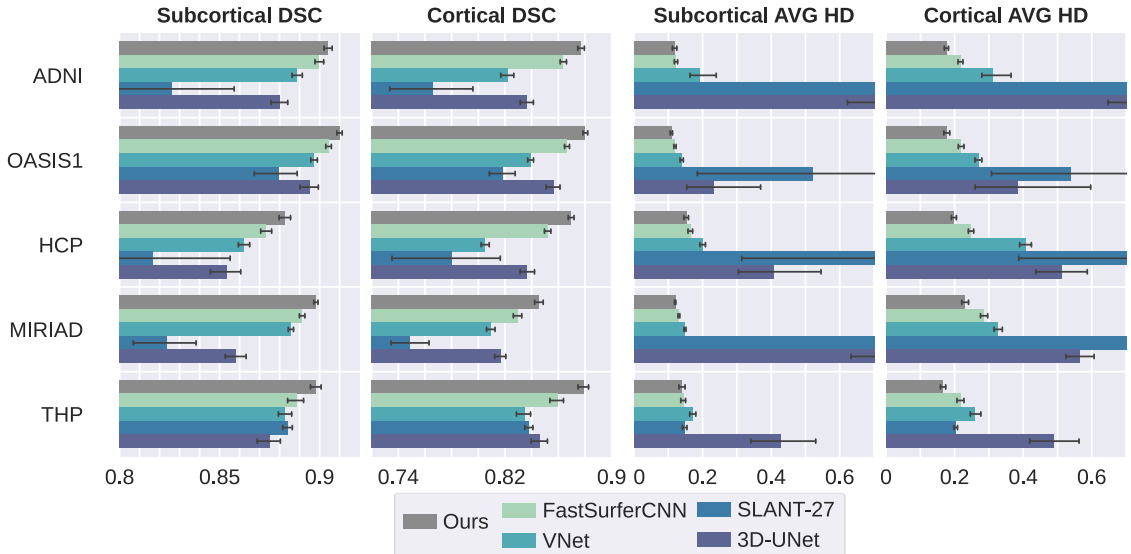 Subcortical DSC Cortical DSC Subcortical AVG HD Cortical AVG HD
ADNI
OASIS1
HCP
MIRIAD
THP
0.8 0.9 0.74 0.82 0.9 0 0.2 0.4 0.6 0 0.2 0.4 0.6
Ours FastSurferCNN SLANT-27
VNet 3D-UNet